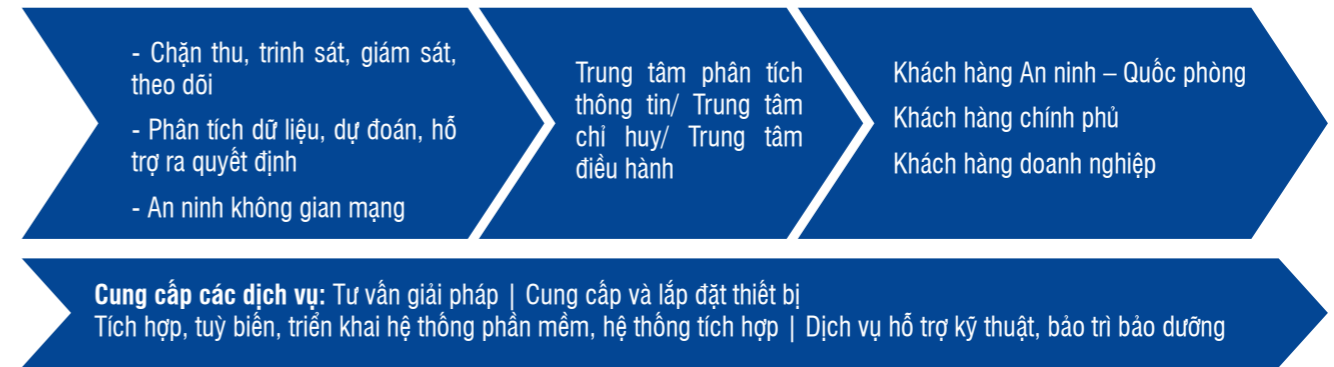 - Chặn thu, trinh sát, giám sát,
theo dõi
- Phân tích dữ liệu, dự đoán, hỗ
trợ ra quyết định
- An ninh không gian mạng
Trung tâm phân tích
thông tin/ Trung tâm
chỉ huy/ Trung tâm
điều hành
Khách hàng An ninh – Quốc phòng
Khách hàng chính phủ
Khách hàng doanh nghiệp
Cung cấp các dịch vụ: Tư vấn giải pháp | Cung cấp và lắp đặt thiết bị
Tích hợp, tuỳ biến, triển khai hệ thống phần mềm, hệ thống tích hợp | Dịch vụ hỗ trợ kỹ thuật, bảo trì bảo dưỡng